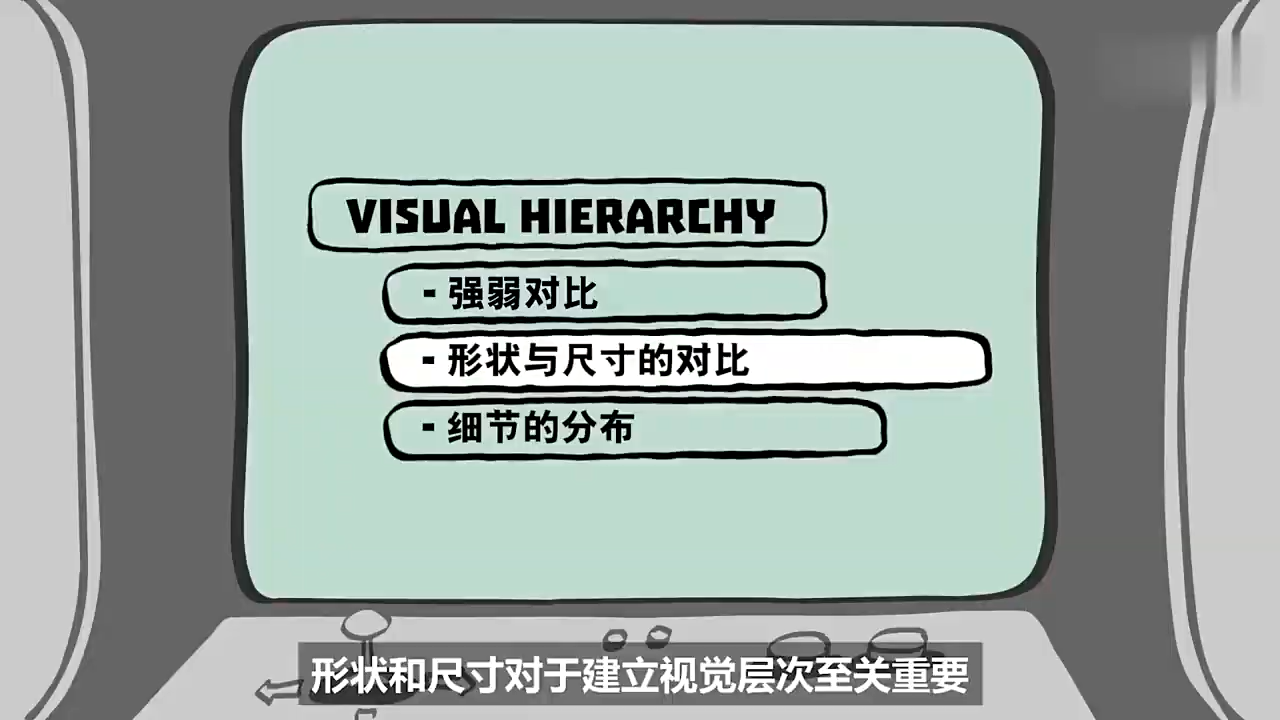 VISUAL HIERARCHY
- 强弱对比
- 形状与尺寸的对比
- 细节的分布
形状和尺寸对于建立视觉层次至关重要